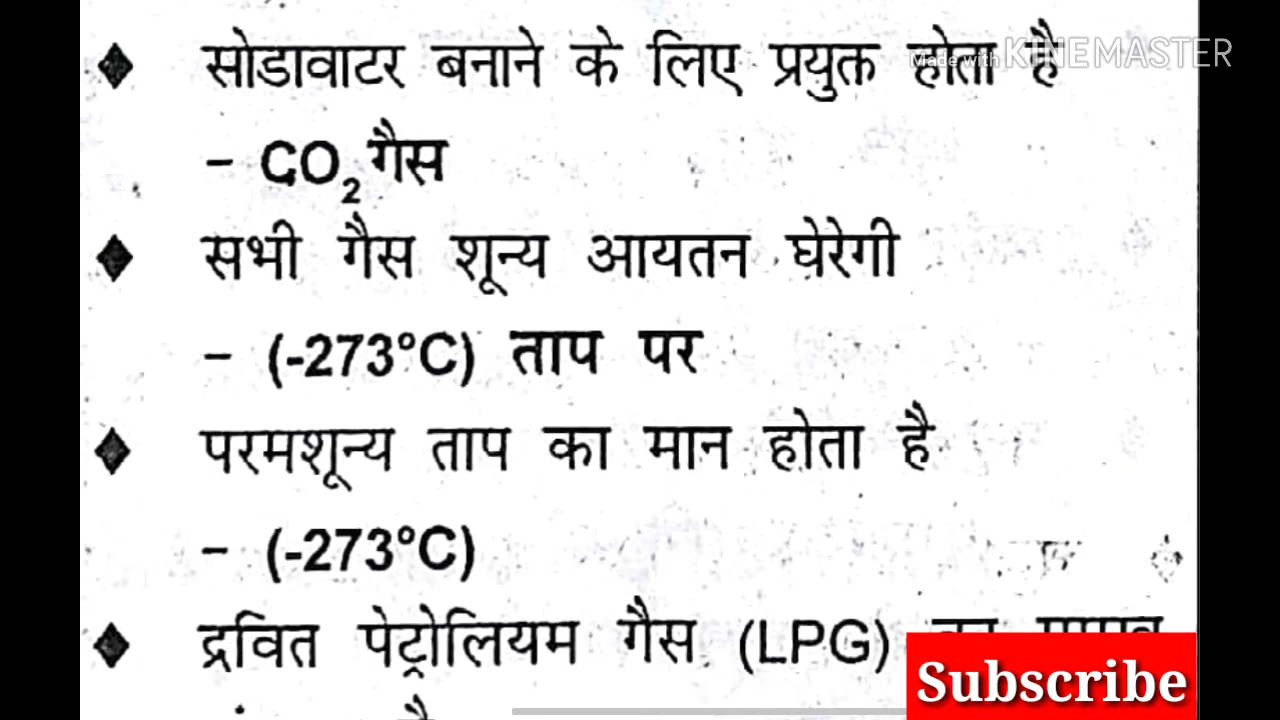 ◆ सोडावाटर बनाने के लिए प्रयुक्त होता है
Made with KINEMASTER
– CO₂ गैस
◆ सभी गैस शून्य आयतन घेरेगी
– (-273°C) ताप पर
◆ परमशून्य ताप का मान होता है
– (-273°C)
◆ द्रवित पेट्रोलियम गैस (LPG)
Subscribe